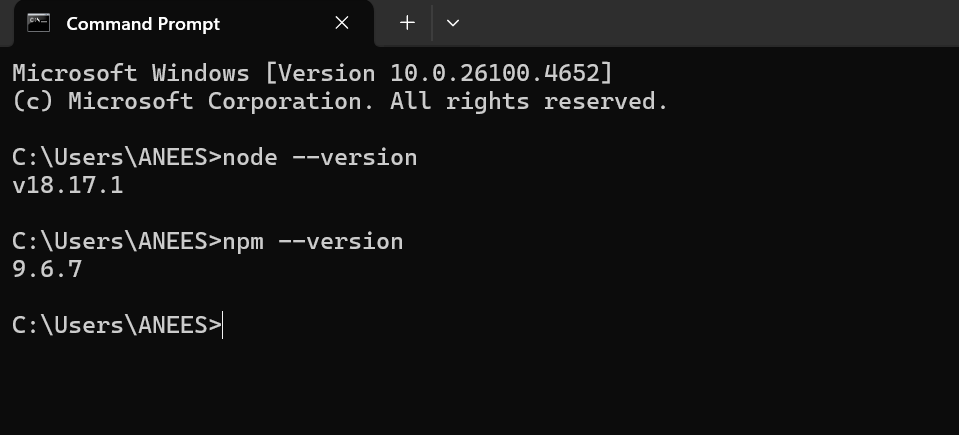 Command Prompt
Microsoft Windows [Version 10.0.26100.4652]
(c) Microsoft Corporation. All rights reserved.
C:\Users\ANEES>node --version
v18.17.1
C:\Users\ANEES>npm --version
9.6.7
C:\Users\ANEES>